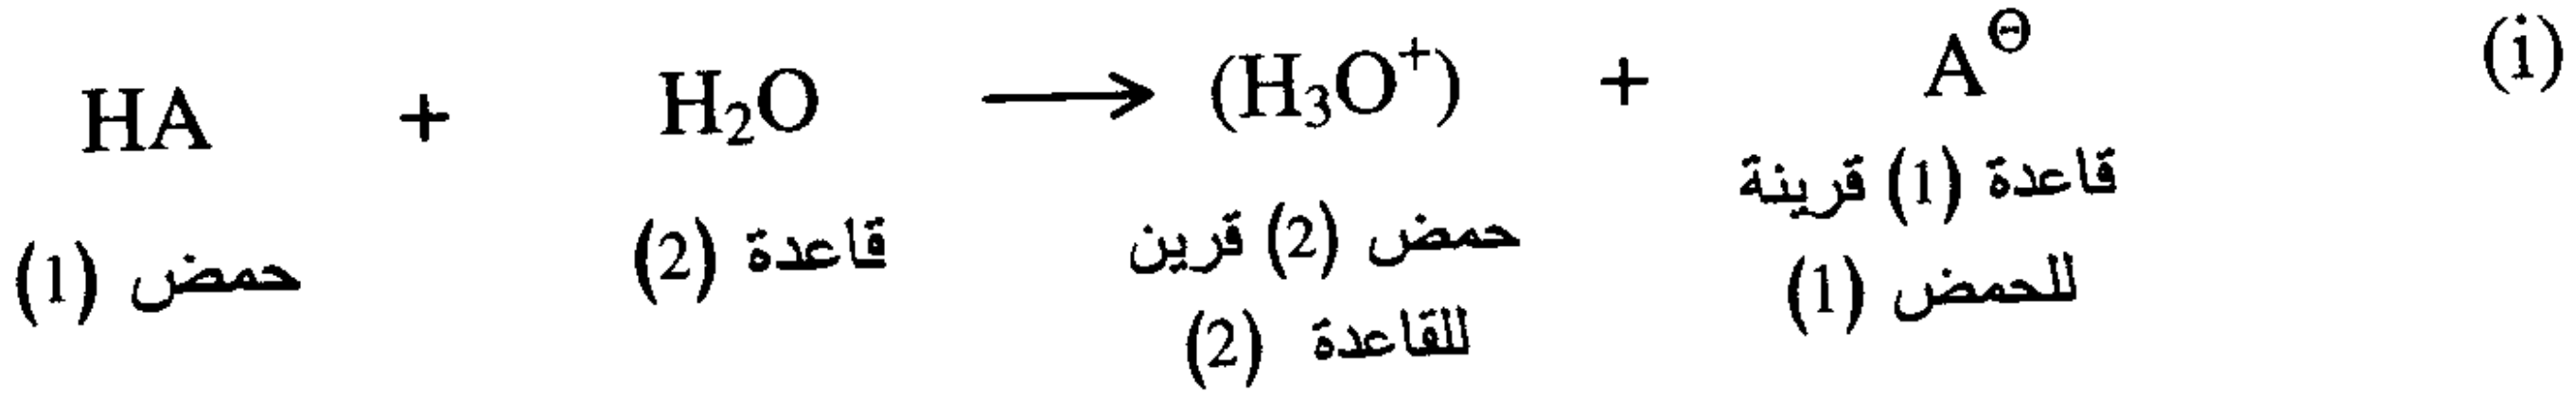 HA + H₂O ⟶ (H₃O⁺) + A⊖ (i)
حمض (1) قاعدة (2) حمض (2) قرين قاعدة (1) قرينة
للقاعدة (2) للحمض (1)